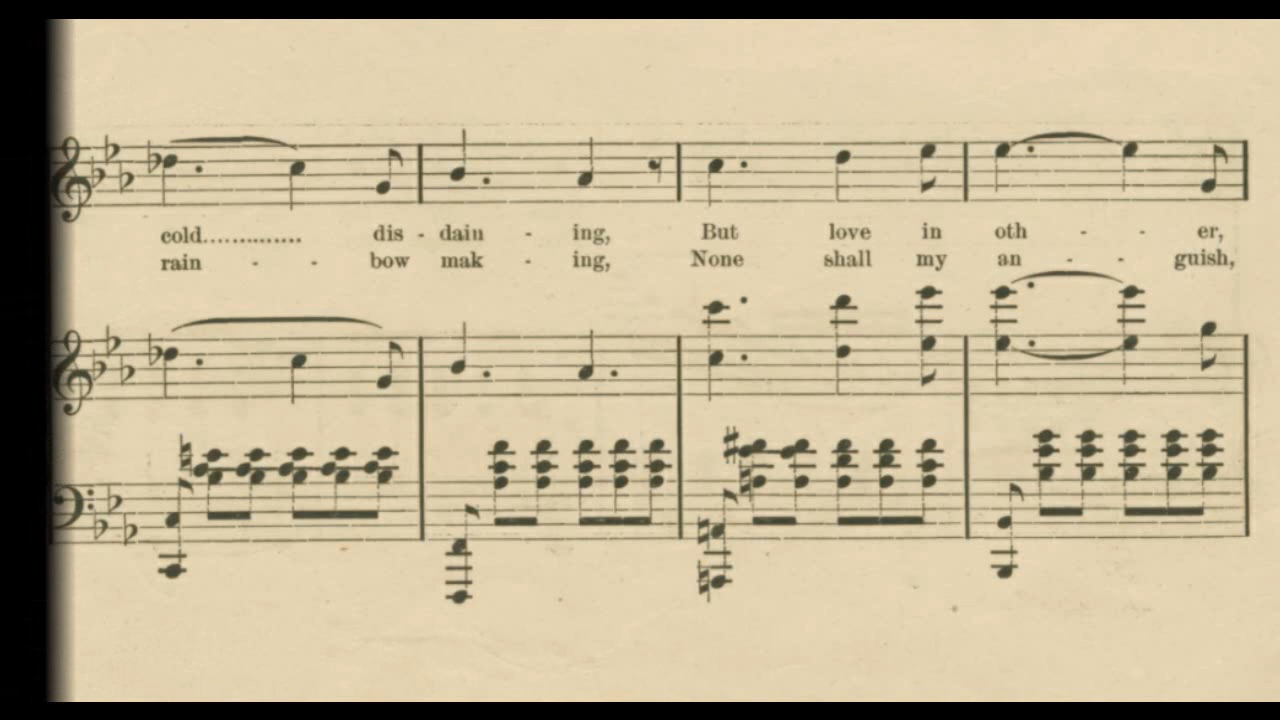 cold............. dis - dain - ing, But love in oth - - er,
rain - - bow mak - ing, None shall my an - - guish,